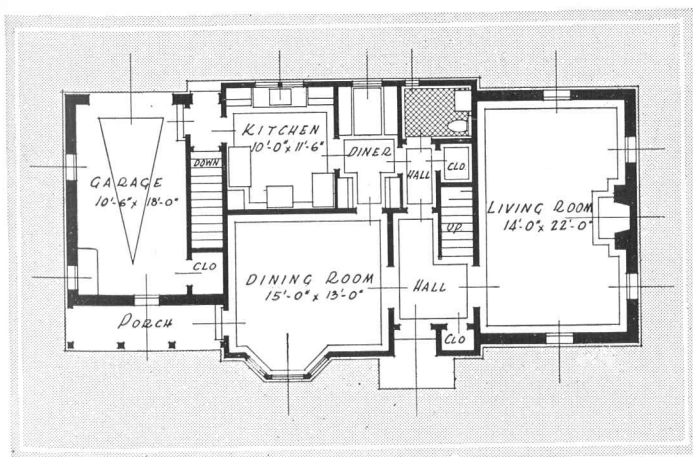 KITCHEN
10'-0" x 11'-6"
DINER
DOWN
HALL
CLO.
GARAGE
10'-6" x 18'-0"
LIVING ROOM
14'-0" x 22'-0"
UP
CLO
DINING ROOM
15'-0" x 13'-0"
HALL
PORCH
CLO